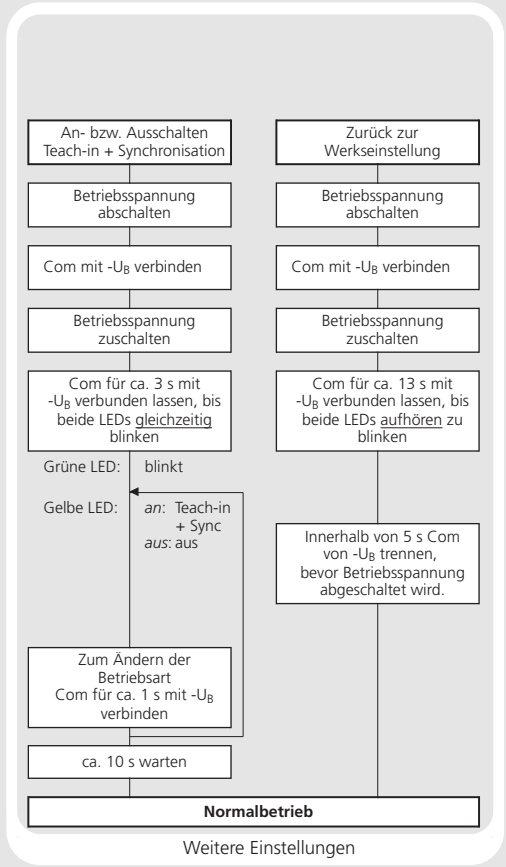 An- bzw. Ausschalten
Teach-in + Synchronisation
Betriebsspannung
abschalten
Com mit -UB verbinden
Betriebsspannung
zuschalten
Com für ca. 3 s mit
-UB verbunden lassen, bis
beide LEDs gleichzeitig
blinken
Grüne LED: blinkt
Gelbe LED: an: Teach-in
+ Sync
aus: aus
Zum Ändern der
Betriebsart
Com für ca. 1 s mit -UB
verbinden
ca. 10 s warten
Zurück zur
Werkseinstellung
Betriebsspannung
abschalten
Com mit -UB verbinden
Betriebsspannung
zuschalten
Com für ca. 13 s mit
-UB verbunden lassen, bis
beide LEDs aufhören zu
blinken
Innerhalb von 5 s Com
von -UB trennen,
bevor Betriebsspannung
abgeschaltet wird.
Normalbetrieb
Weitere Einstellungen